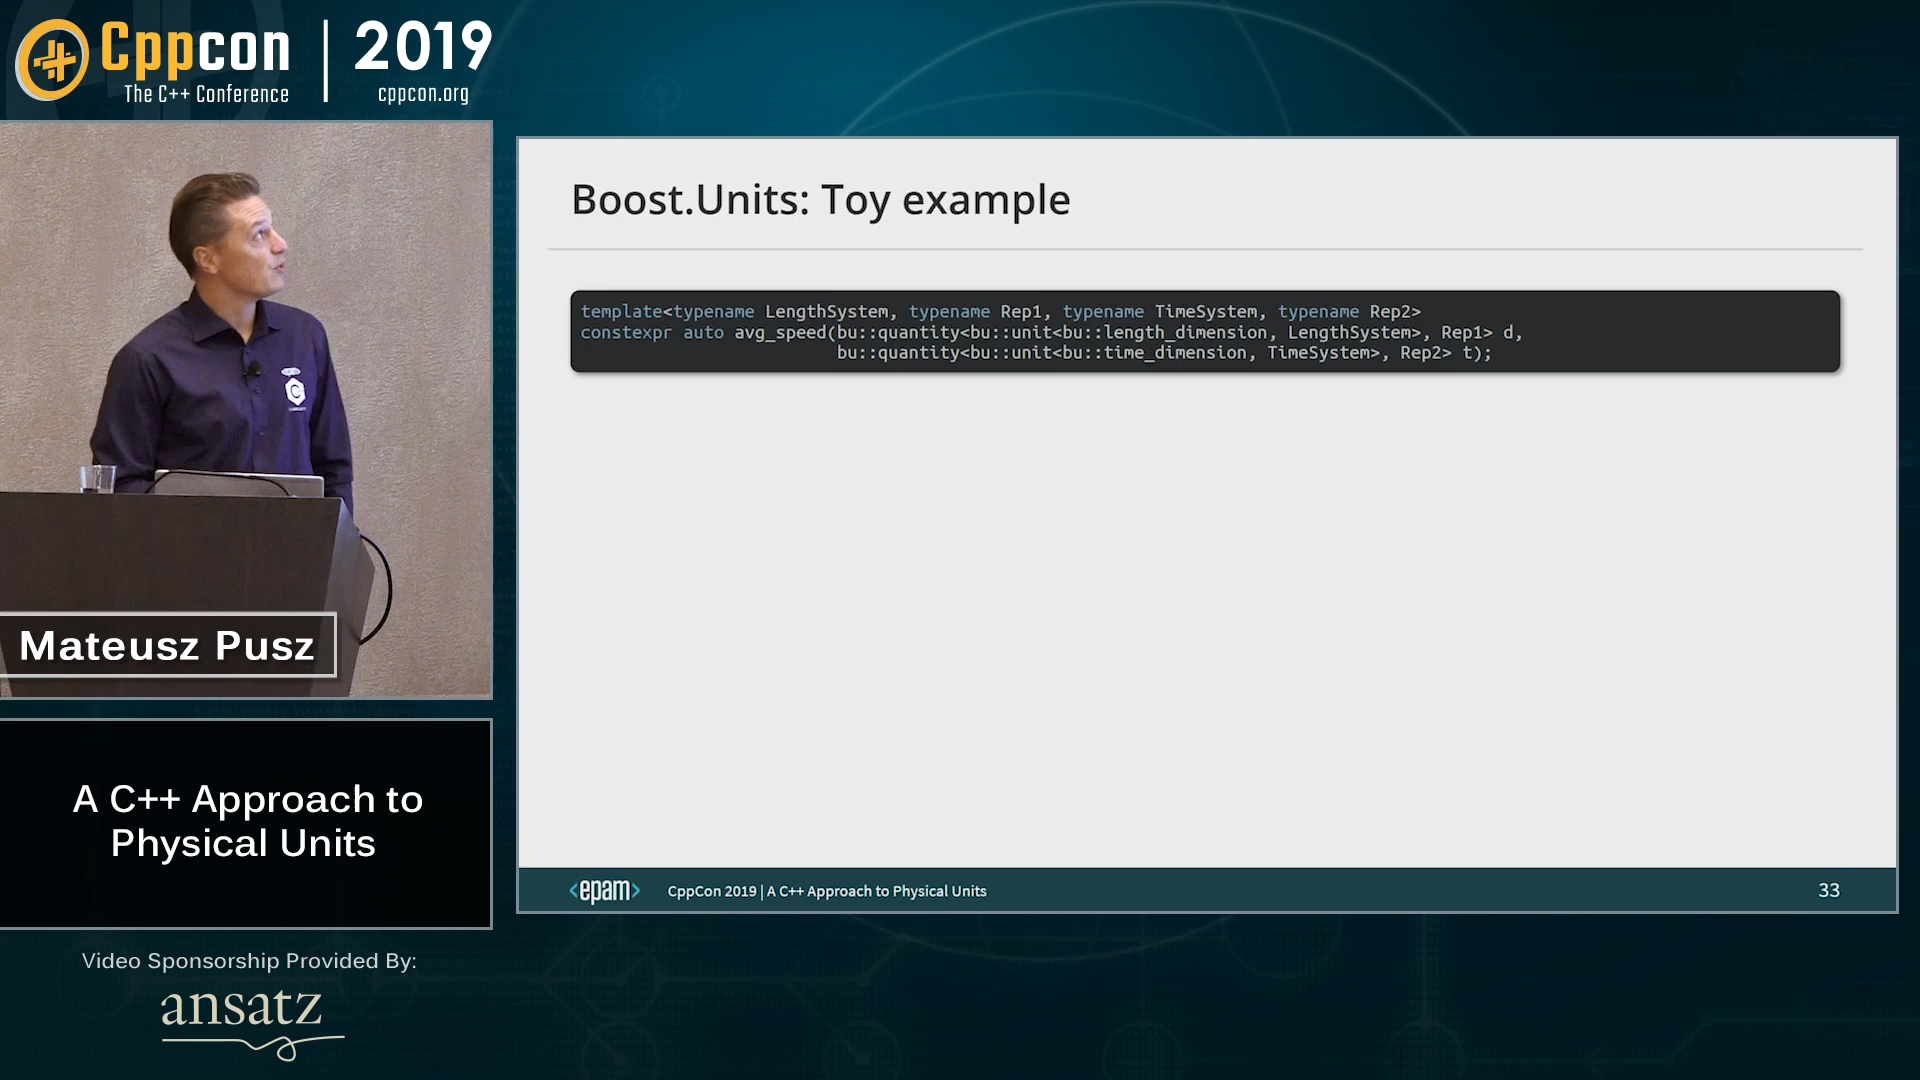 Cppcon
The C++ Conference
2019
cppcon.org
Mateusz Pusz
A C++ Approach to
Physical Units
Video Sponsorship Provided By:
ansatz
Boost.Units: Toy example
template<typename LengthSystem, typename Rep1, typename TimeSystem, typename Rep2>
constexpr auto avg_speed(bu::quantity<bu::unit<bu::length_dimension, LengthSystem>, Rep1> d,
bu::quantity<bu::unit<bu::time_dimension, TimeSystem>, Rep2> t);
<epam>
CppCon 2019 | A C++ Approach to Physical Units
33